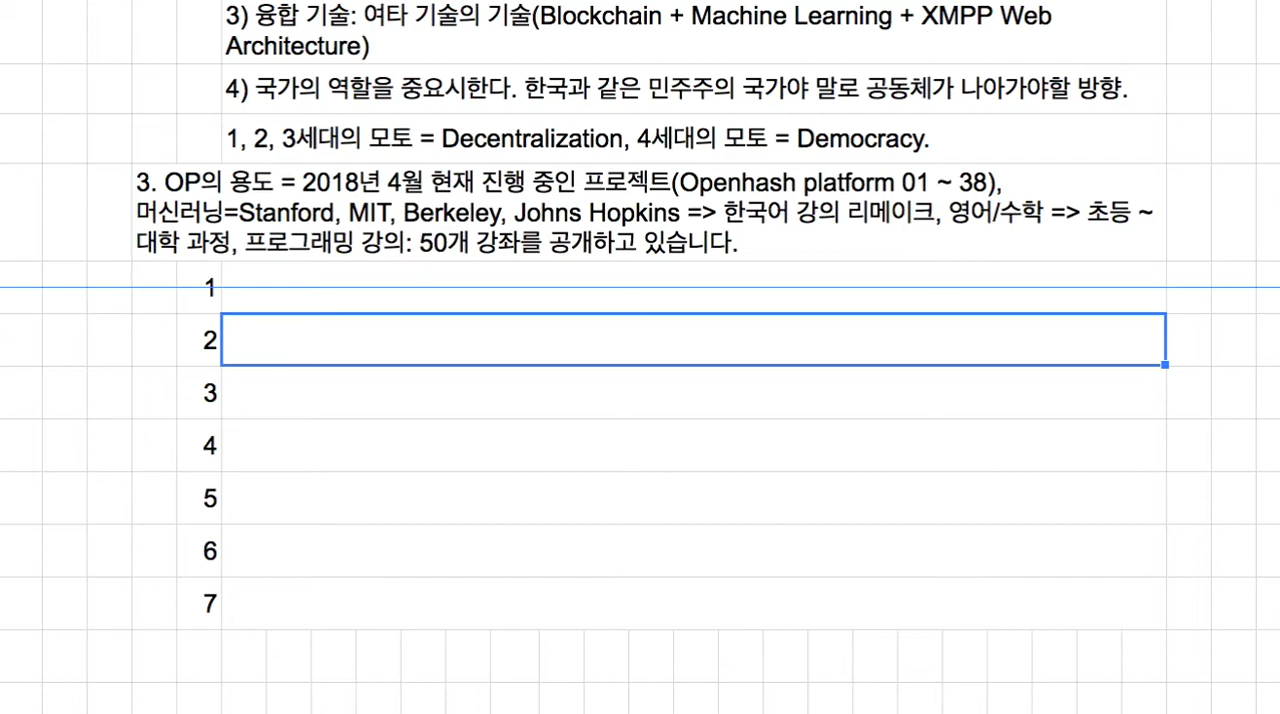 3) 융합 기술: 여타 기술의 기술(Blockchain + Machine Learning + XMPP Web
Architecture)
4) 국가의 역할을 중요시한다. 한국과 같은 민주주의 국가야 말로 공동체가 나아가야할 방향.
1, 2, 3세대의 모토 = Decentralization, 4세대의 모토 = Democracy.
3. OP의 용도 = 2018년 4월 현재 진행 중인 프로젝트(Openhash platform 01 ~ 38),
머신러닝=Stanford, MIT, Berkeley, Johns Hopkins => 한국어 강의 리메이크, 영어/수학 => 초등 ~
대학 과정, 프로그래밍 강의: 50개 강좌를 공개하고 있습니다.
1
2
3
4
5
6
7